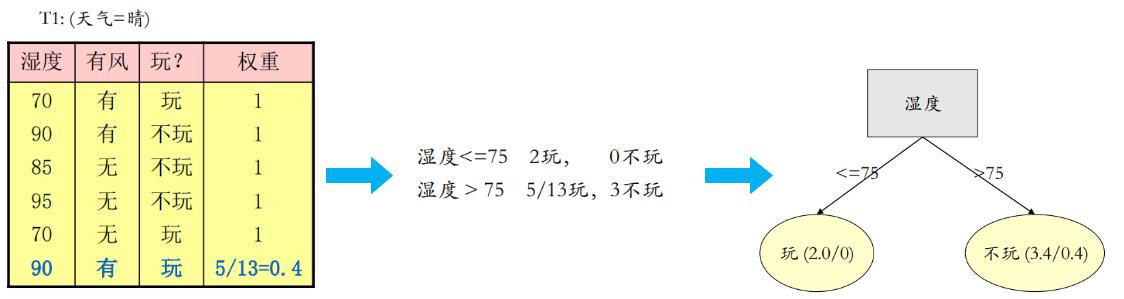 T1: (天气=晴)
湿度 有风 玩? 权重
70 有 玩 1
90 有 不玩 1
85 无 不玩 1
95 无 不玩 1
70 无 玩 1
90 有 玩 5/13=0.4
湿度<=75 2玩, 0不玩
湿度>75 5/13玩, 3不玩
湿度
<=75 >75
玩 (2.0/0) 不玩 (3.4/0.4)